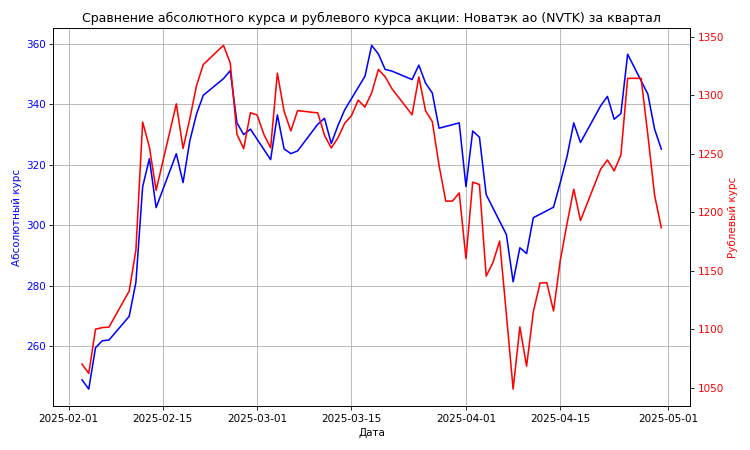 Сравнение абсолютного курса и рублевого курса акции: Новатэк ао (NVTK) за квартал
360
340
320
300
280
260
Абсолютный курс
1350
1300
1250
1200
1150
1100
1050
Рублевый курс
2025-02-01 2025-02-15 2025-03-01 2025-03-15 2025-04-01 2025-04-15 2025-05-01
Дата